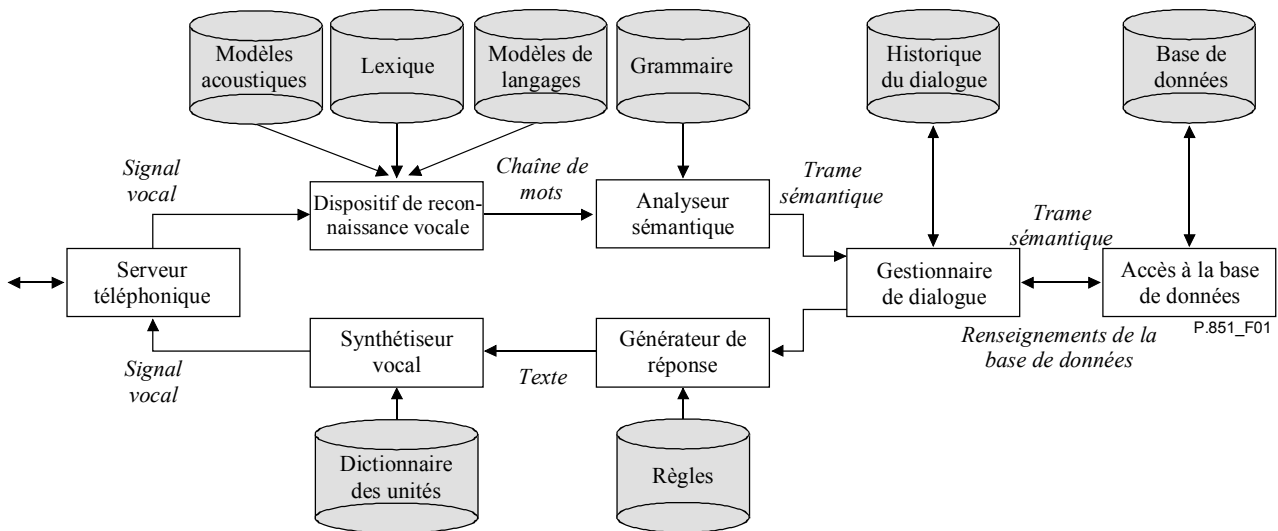 Modèles
acoustiques
Lexique
Modèles de
langages
Grammaire
Historique
du dialogue
Base de
données
Signal
vocal
Chaîne de
mots
Trame
sémantique
Dispositif de recon-
naissance vocale
Analyseur
sémantique
Trame
sémantique
Serveur
téléphonique
Gestionnaire
de dialogue
Accès à la base
de données
P.851_F01
Signal
vocal
Synthétiseur
vocal
Texte
Générateur de
réponse
Renseignements de la
base de données
Dictionnaire
des unités
Règles